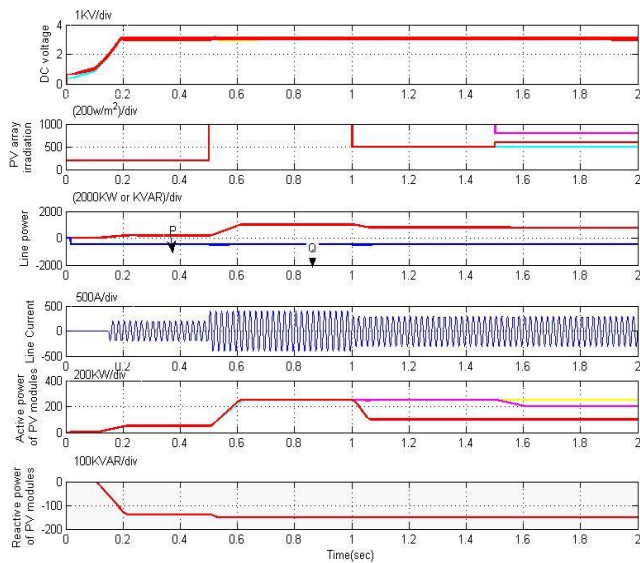 1KV/div
DC voltage
4
2
0
0 0.2 0.4 0.6 0.8 1 1.2 1.4 1.6 1.8 2
(200w/m²)/div
PV array
irradiation
1000
500
0
0 0.2 0.4 0.6 0.8 1 1.2 1.4 1.6 1.8 2
(2000KW or KVAR)/div
Line power
2000
0
-2000
P
Q
0 0.2 0.4 0.6 0.8 1 1.2 1.4 1.6 1.8 2
500A/div
Line Current
500
0
-500
0 0.2 0.4 0.6 0.8 1 1.2 1.4 1.6 1.8 2
200KW/div
Active power
of PV modules
400
200
0
0 0.2 0.4 0.6 0.8 1 1.2 1.4 1.6 1.8 2
100KVAR/div
Reactive power
of PV modules
0
-100
-200
0 0.2 0.4 0.6 0.8 1 1.2 1.4 1.6 1.8 2
Time(sec)